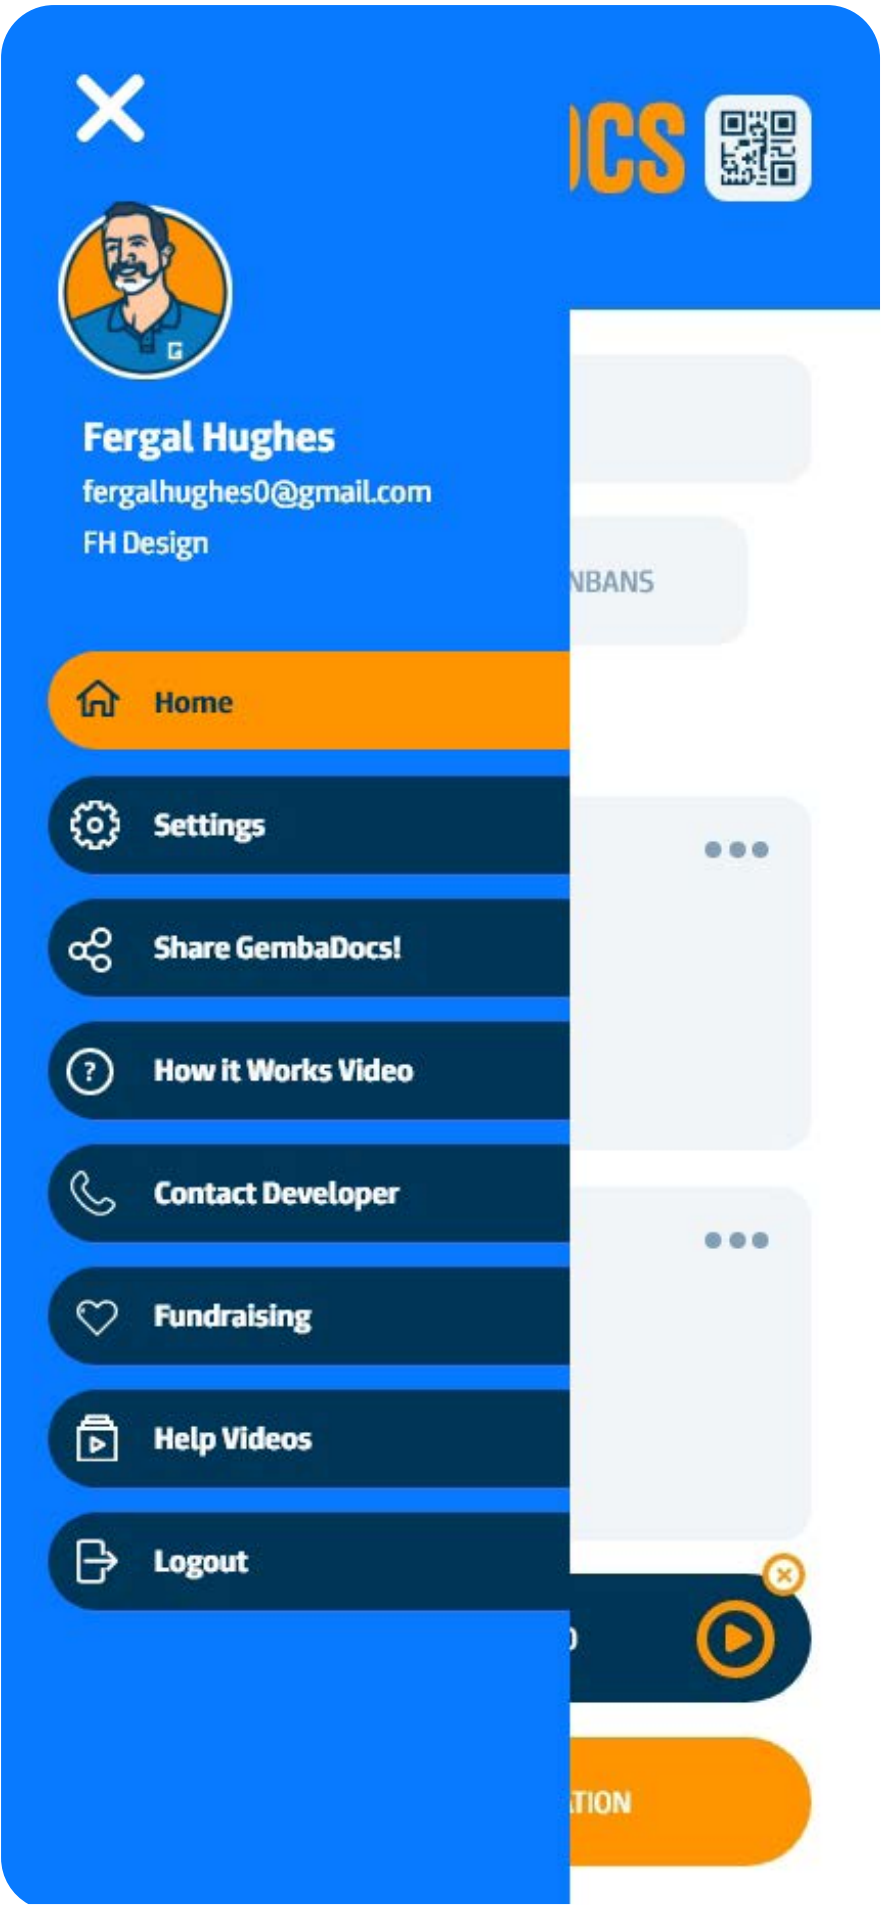 OCS
Fergal Hughes
fergalhughes0@gmail.com
FH Design
NBANS
Home
Settings
Share GembaDocs!
How it Works Video
Contact Developer
Fundraising
Help Videos
Logout
TION